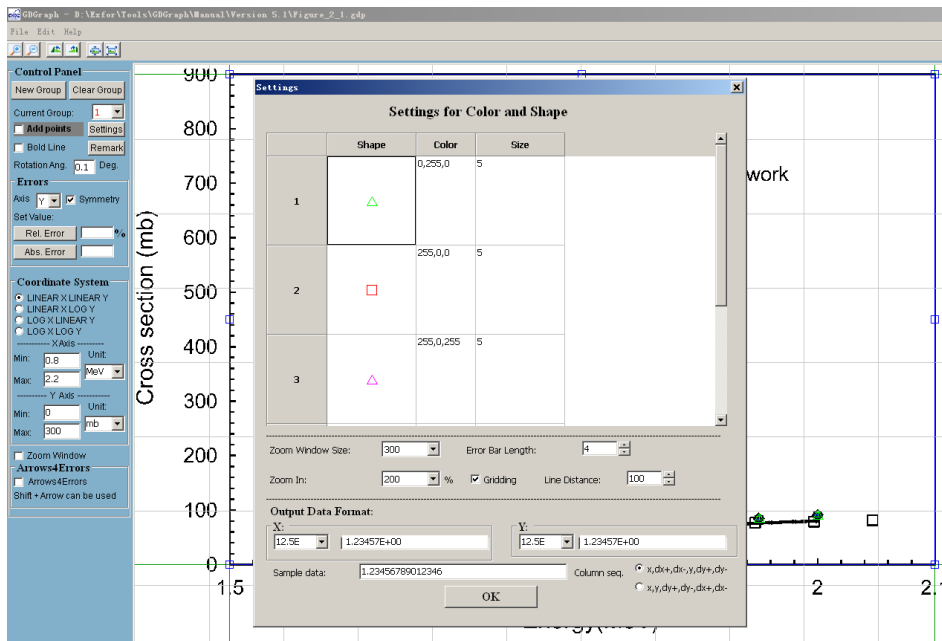 GDGraph - D:\Exfor\Tools\GDGraph\Manual\Version 5.1\Figure_2_1.gdp
File Edit Help
Control Panel
New Group Clear Group
Current Group: 1
Add points Settings
Bold Line Remark
Rotation Ang. 0.1 Deg.
Errors
Axis Y Symmetry
Set Value:
Rel. Error %
Abs. Error
Coordinate System
LINEAR X LINEAR Y
LINEAR X LOG Y
LOG X LINEAR Y
LOG X LOG Y
---------- X Axis ---------
Min: 0.8 Unit:
Max: 2.2 MeV
---------- Y Axis ----------
Min: 0 Unit:
Max: 300 mb
Zoom Window
Arrows4Errors
Arrows4Errors
Shift + Arrow can be used
Cross section (mb)
900
800
700
600
500
400
300
200
100
0
1.5
2
2.1
work
Energy(MeV)
Settings
Settings for Color and Shape
Shape Color Size
1 0,255,0 5
2 255,0,0 5
3 255,0,255 5
Zoom Window Size: 300 Error Bar Length: 4
Zoom In: 200 % Gridding Line Distance: 100
Output Data Format:
X: Y:
12.5E 1.23457E+00 12.5E 1.23457E+00
Sample data: 1.23456789012346 Column seq. x,dx+,dx-,y,dy+,dy-
x,y,dy+,dy-,dx+,dx-
OK